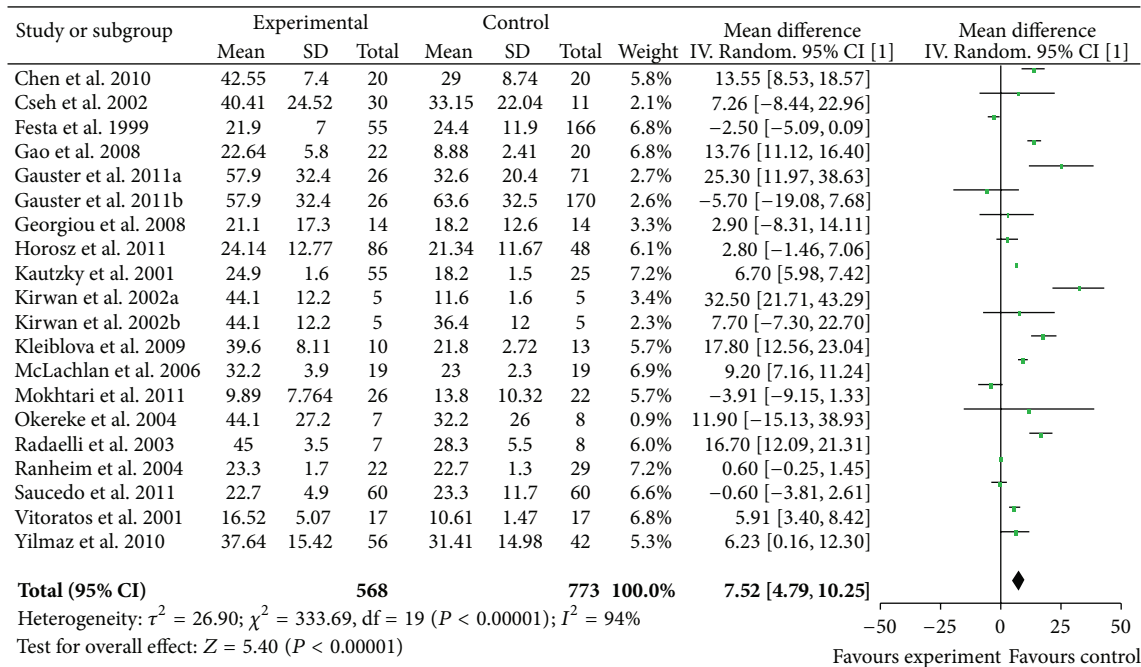 Study or subgroup Experimental Control Mean difference Mean difference
Mean SD Total Mean SD Total Weight IV. Random. 95% CI [1] IV. Random. 95% CI [1]
Chen et al. 2010 42.55 7.4 20 29 8.74 20 5.8% 13.55 [8.53, 18.57]
Cseh et al. 2002 40.41 24.52 30 33.15 22.04 11 2.1% 7.26 [−8.44, 22.96]
Festa et al. 1999 21.9 7 55 24.4 11.9 166 6.8% −2.50 [−5.09, 0.09]
Gao et al. 2008 22.64 5.8 22 8.88 2.41 20 6.8% 13.76 [11.12, 16.40]
Gauster et al. 2011a 57.9 32.4 26 32.6 20.4 71 2.7% 25.30 [11.97, 38.63]
Gauster et al. 2011b 57.9 32.4 26 63.6 32.5 170 2.6% −5.70 [−19.08, 7.68]
Georgiou et al. 2008 21.1 17.3 14 18.2 12.6 14 3.3% 2.90 [−8.31, 14.11]
Horosz et al. 2011 24.14 12.77 86 21.34 11.67 48 6.1% 2.80 [−1.46, 7.06]
Kautzky et al. 2001 24.9 1.6 55 18.2 1.5 25 7.2% 6.70 [5.98, 7.42]
Kirwan et al. 2002a 44.1 12.2 5 11.6 1.6 5 3.4% 32.50 [21.71, 43.29]
Kirwan et al. 2002b 44.1 12.2 5 36.4 12 5 2.3% 7.70 [−7.30, 22.70]
Kleiblova et al. 2009 39.6 8.11 10 21.8 2.72 13 5.7% 17.80 [12.56, 23.04]
McLachlan et al. 2006 32.2 3.9 19 23 2.3 19 6.9% 9.20 [7.16, 11.24]
Mokhtari et al. 2011 9.89 7.764 26 13.8 10.32 22 5.7% −3.91 [−9.15, 1.33]
Okereke et al. 2004 44.1 27.2 7 32.2 26 8 0.9% 11.90 [−15.13, 38.93]
Radaelli et al. 2003 45 3.5 7 28.3 5.5 8 6.0% 16.70 [12.09, 21.31]
Ranheim et al. 2004 23.3 1.7 22 22.7 1.3 29 7.2% 0.60 [−0.25, 1.45]
Saucedo et al. 2011 22.7 4.9 60 23.3 11.7 60 6.6% −0.60 [−3.81, 2.61]
Vitoratos et al. 2001 16.52 5.07 17 10.61 1.47 17 6.8% 5.91 [3.40, 8.42]
Yilmaz et al. 2010 37.64 15.42 56 31.41 14.98 42 5.3% 6.23 [0.16, 12.30]
Total (95% CI) 568 773 100.0% 7.52 [4.79, 10.25]
Heterogeneity: τ² = 26.90; χ² = 333.69, df = 19 (P < 0.00001); I² = 94%
Test for overall effect: Z = 5.40 (P < 0.00001)
−50 −25 0 25 50
Favours experiment Favours control